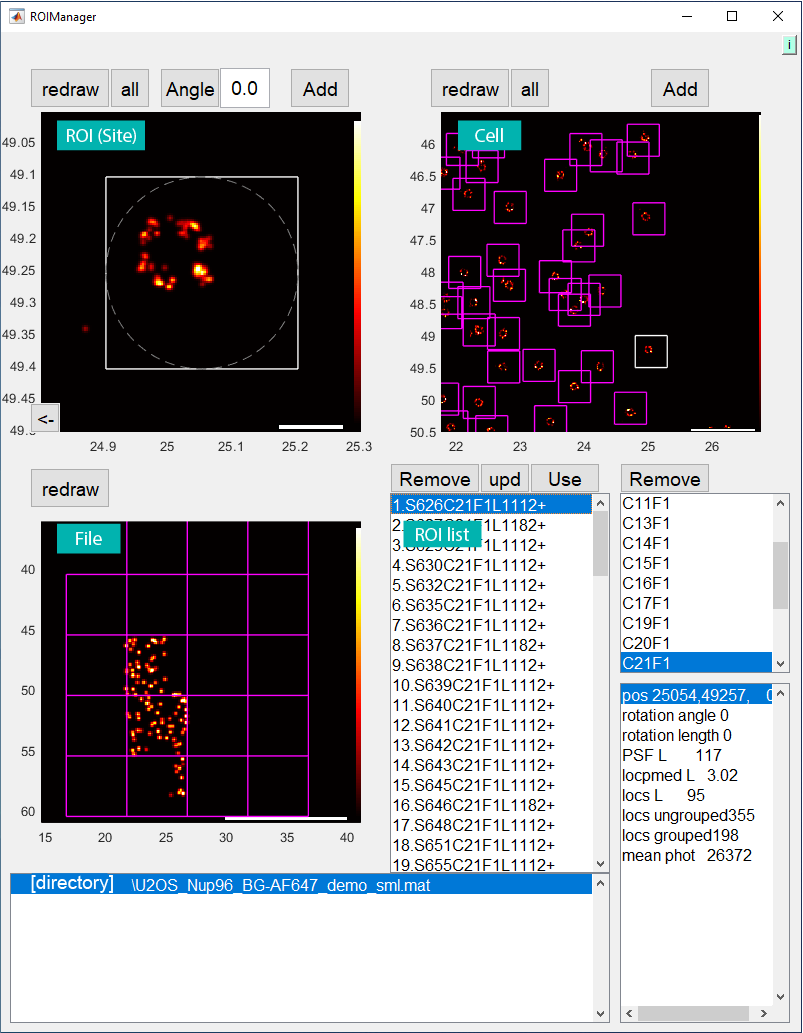 ROIManager
i
redraw all Angle 0.0 Add
redraw all Add
ROI (Site)
49.05
49.1
49.15
49.2
49.25
49.3
49.35
49.4
49.45
<-
24.9 25 25.1 25.2 25.3
Cell
46
46.5
47
47.5
48
48.5
49
49.5
50
50.5
22 23 24 25 26
redraw
File
40
45
50
55
60
15 20 25 30 35 40
Remove upd Use
1.S626C21F1L1112+
ROI list
4.S630C21F1L1112+
5.S632C21F1L1112+
6.S635C21F1L1112+
7.S636C21F1L1112+
8.S637C21F1L1182+
9.S638C21F1L1112+
10.S639C21F1L1112+
11.S640C21F1L1112+
12.S641C21F1L1112+
13.S642C21F1L1112+
14.S643C21F1L1112+
15.S645C21F1L1112+
16.S646C21F1L1182+
17.S648C21F1L1112+
18.S651C21F1L1112+
19.S655C21F1L1112+
Remove
C11F1
C13F1
C14F1
C15F1
C16F1
C17F1
C19F1
C20F1
C21F1
pos 25054,49257,
rotation angle 0
rotation length 0
PSF L 117
locpmed L 3.02
locs L 95
locs ungrouped355
locs grouped198
mean phot 26372
[directory] \U2OS_Nup96_BG-AF647_demo_sml.mat